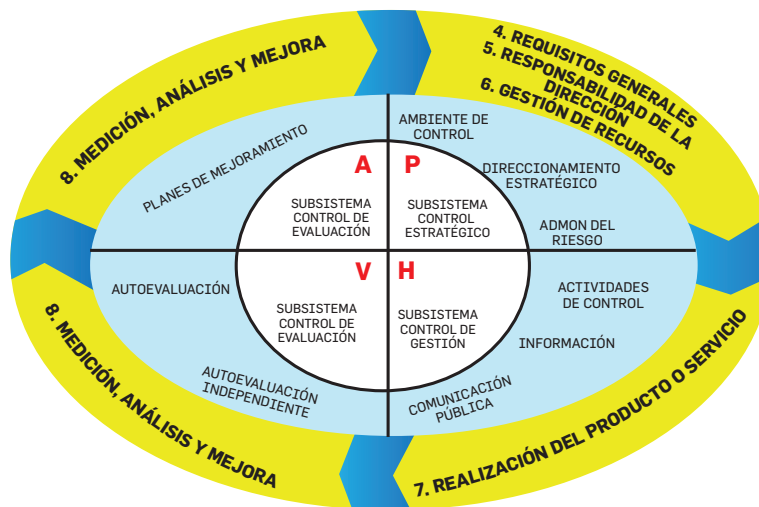 8. MEDICIÓN, ANÁLISIS Y MEJORA
4. REQUISITOS GENERALES
5. RESPONSABILIDAD DE LA
DIRECCIÓN
6. GESTIÓN DE RECURSOS
PLANES DE MEJORAMIENTO
AMBIENTE DE
CONTROL
DIRECCIONAMIENTO
ESTRATÉGICO
ADMON DEL
RIESGO
A
P
SUBSISTEMA
CONTROL DE
EVALUACIÓN
SUBSISTEMA
CONTROL
ESTRATÉGICO
V
H
SUBSISTEMA
CONTROL DE
EVALUACIÓN
SUBSISTEMA
CONTROL DE
GESTIÓN
AUTOEVALUACIÓN
AUTOEVALUACIÓN
INDEPENDIENTE
ACTIVIDADES
DE CONTROL
INFORMACIÓN
COMUNICACIÓN
PÚBLICA
8. MEDICIÓN, ANÁLISIS Y MEJORA
7. REALIZACIÓN DEL PRODUCTO O SERVICIO